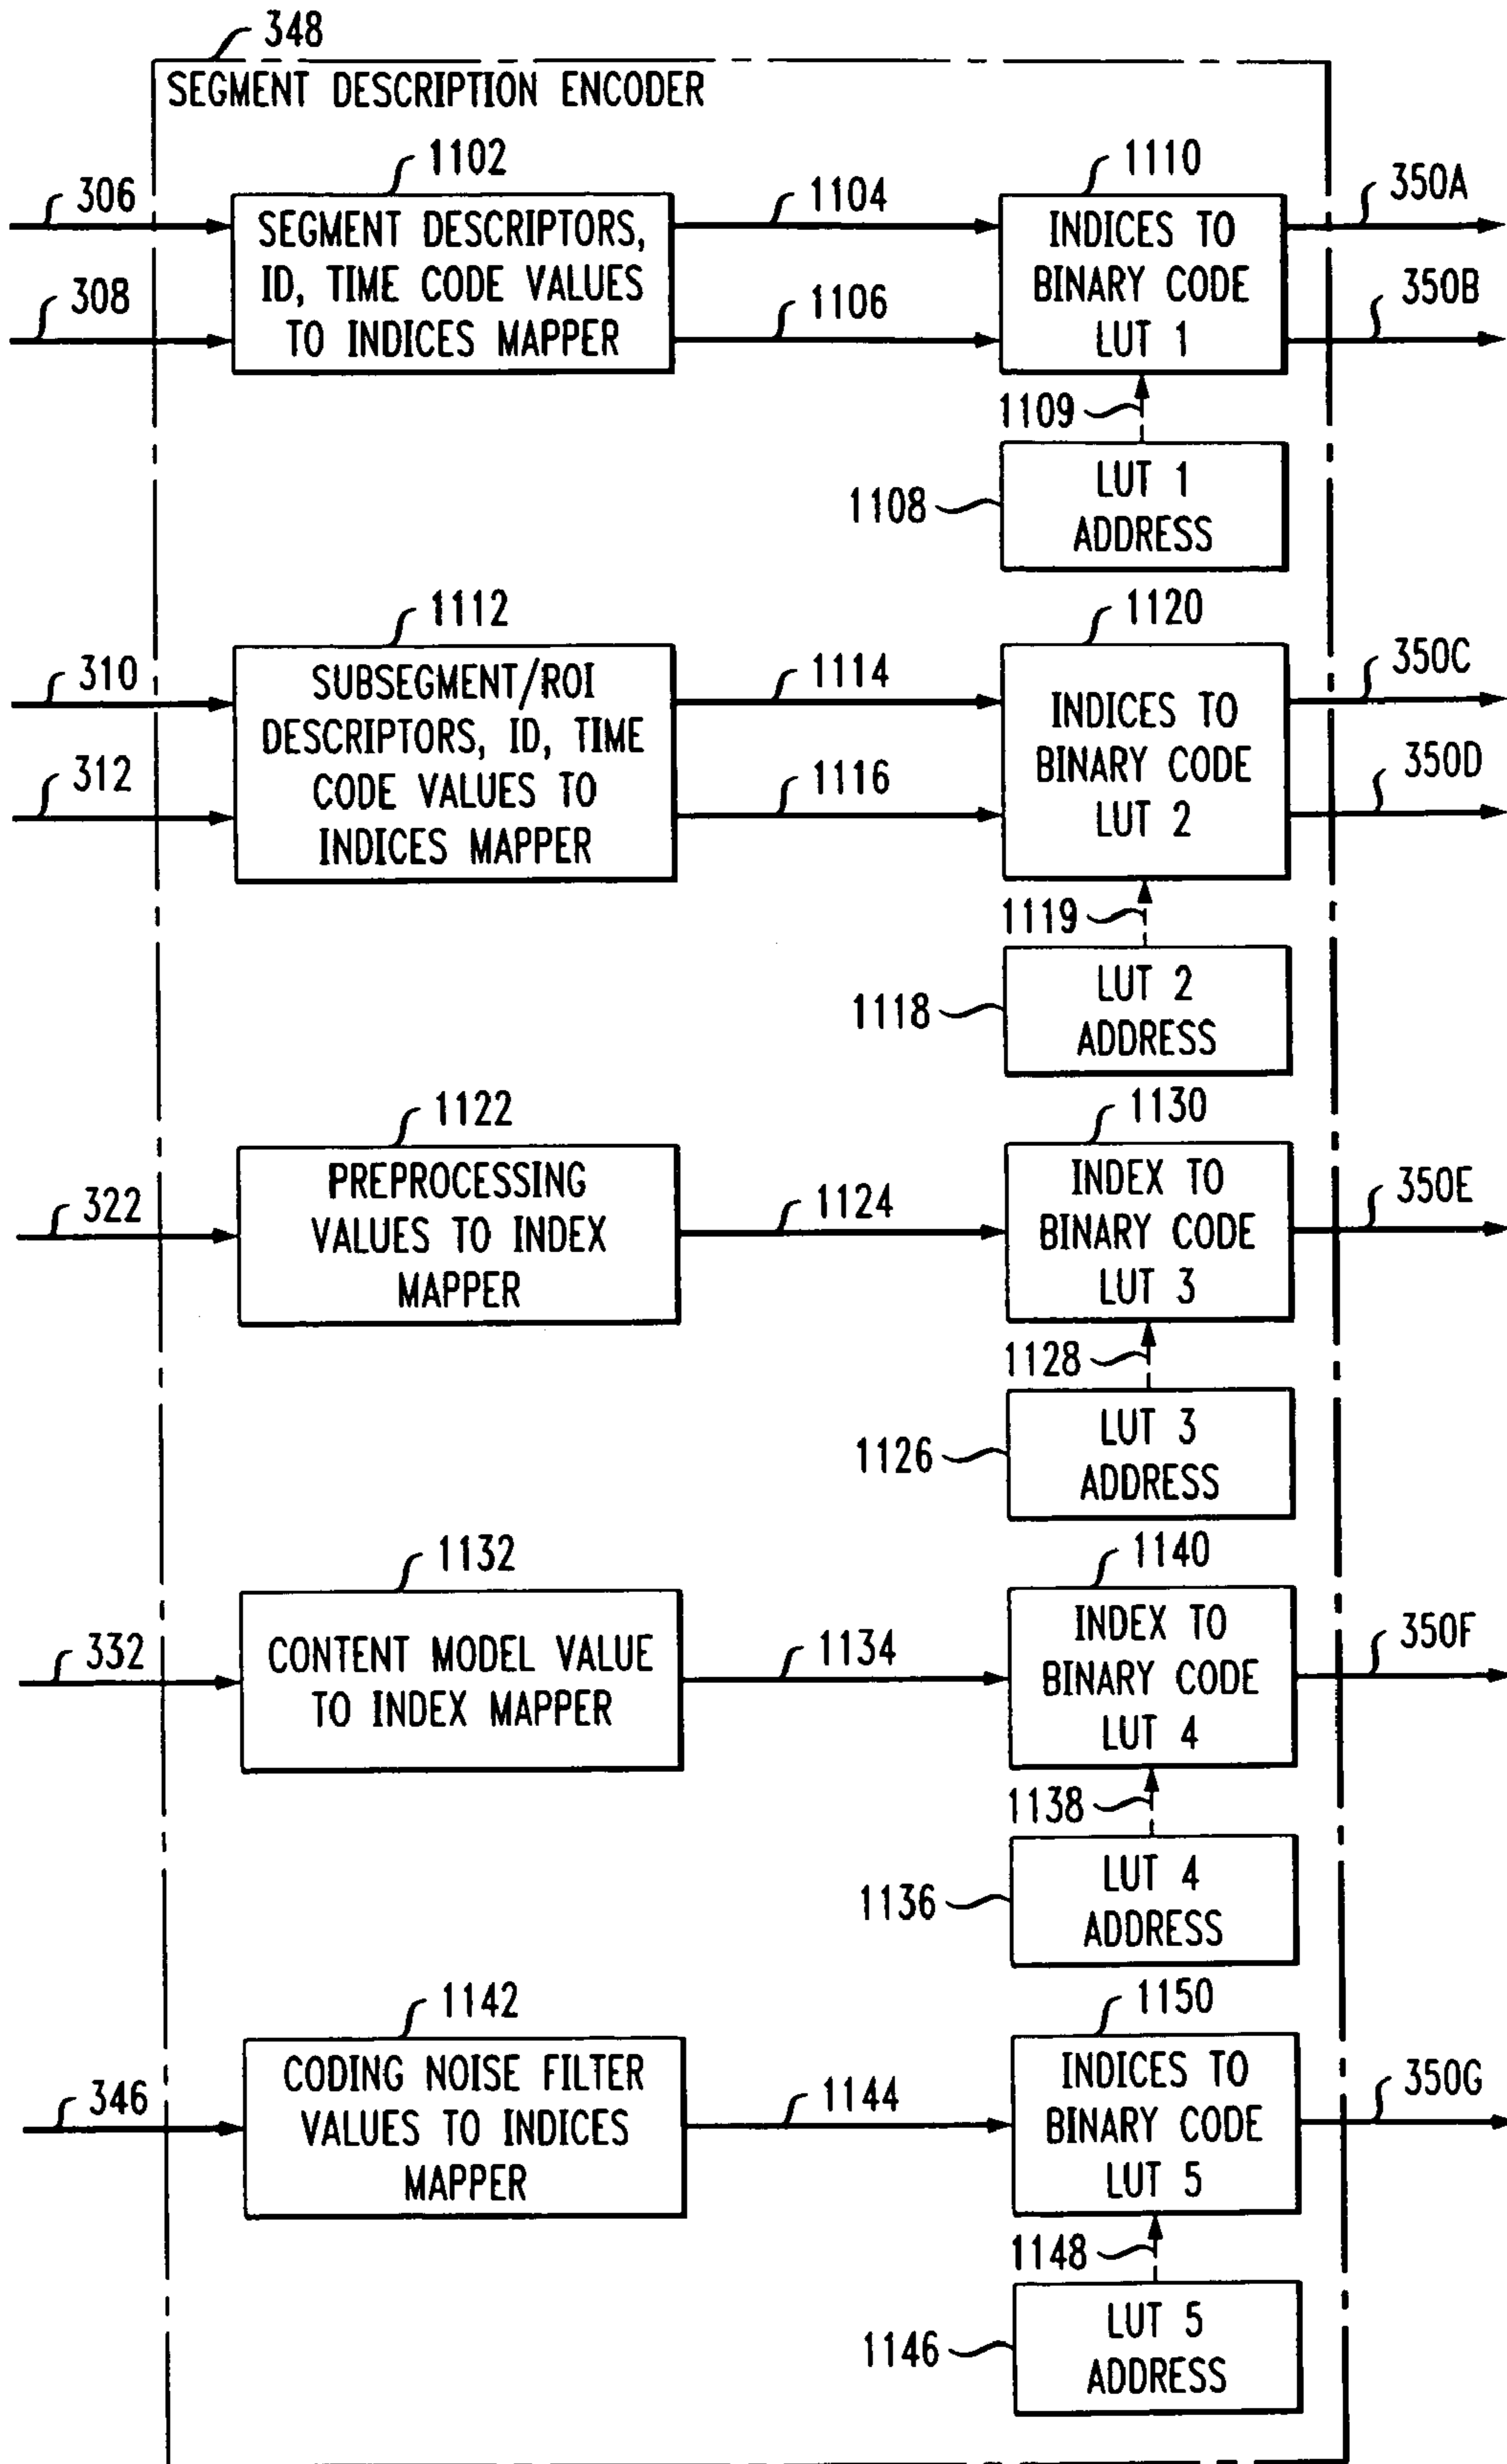 348
SEGMENT DESCRIPTION ENCODER
1102
1110
306
1104
350A
SEGMENT DESCRIPTORS,
ID, TIME CODE VALUES
TO INDICES MAPPER
INDICES TO
BINARY CODE
LUT 1
308
1106
350B
1109
1108
LUT 1
ADDRESS
1112
1120
310
1114
350C
SUBSEGMENT/ROI
DESCRIPTORS, ID, TIME
CODE VALUES TO
INDICES MAPPER
INDICES TO
BINARY CODE
LUT 2
312
1116
350D
1119
1118
LUT 2
ADDRESS
1122
1130
322
PREPROCESSING
VALUES TO INDEX
MAPPER
1124
INDEX TO
BINARY CODE
LUT 3
350E
1128
1126
LUT 3
ADDRESS
1132
1140
332
CONTENT MODEL VALUE
TO INDEX MAPPER
1134
INDEX TO
BINARY CODE
LUT 4
350F
1138
1136
LUT 4
ADDRESS
1142
1150
346
CODING NOISE FILTER
VALUES TO INDICES
MAPPER
1144
INDICES TO
BINARY CODE
LUT 5
350G
1148
1146
LUT 5
ADDRESS